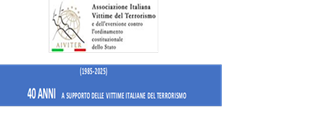 Associazione Italiana
Vittime del Terrorismo
e dell'eversione contro
l'ordinamento
costituzionale
dello Stato
AIVITER
(1985-2025)
40 ANNI A SUPPORTO DELLE VITTIME ITALIANE DEL TERRORISMO